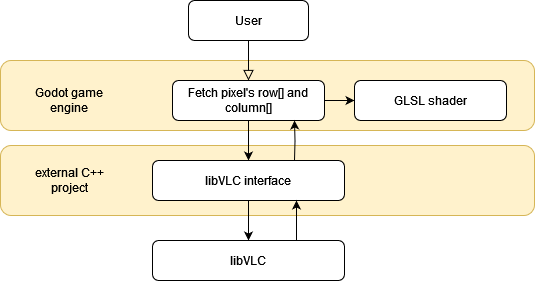 User
Godot game
engine
Fetch pixel's row[] and
column[]
GLSL shader
external C++
project
libVLC interface
libVLC